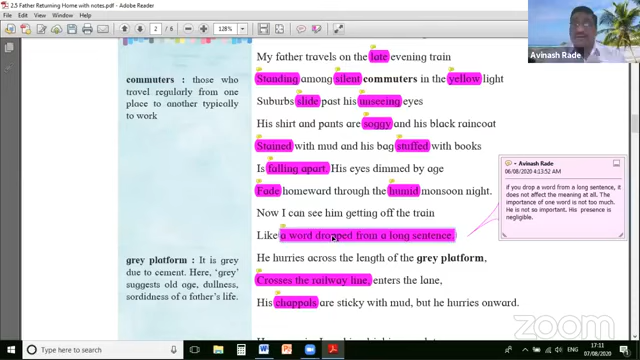 2.5 Father Returning Home with notes.pdf - Adobe Reader
File Edit View Window Help
2 / 6
128%
Avinash Rade
My father travels on the late evening train
Standing among silent commuters in the yellow light
Suburbs slide past his unseeing eyes
His shirt and pants are soggy and his black raincoat
Stained with mud and his bag stuffed with books
Is falling apart. His eyes dimmed by age
Fade homeward through the humid monsoon night.
Now I can see him getting off the train
Like a word dropped from a long sentence.
He hurries across the length of the grey platform,
Crosses the railway line, enters the lane,
His chappals are sticky with mud, but he hurries onward.
commuters : those who
travel regularly from one
place to another typically
to work
grey platform : It is grey
due to cement. Here, 'grey'
suggests old age, dullness,
sordidness of a father's life.
Avinash Rade
06/08/2020 4:13:52 AM
If you drop a word from a long sentence, it
does not affect the meaning at all. The
importance of one word is not too much.
He is not so important. His presence is
negligible.
zoom
17:11
07/08/2020